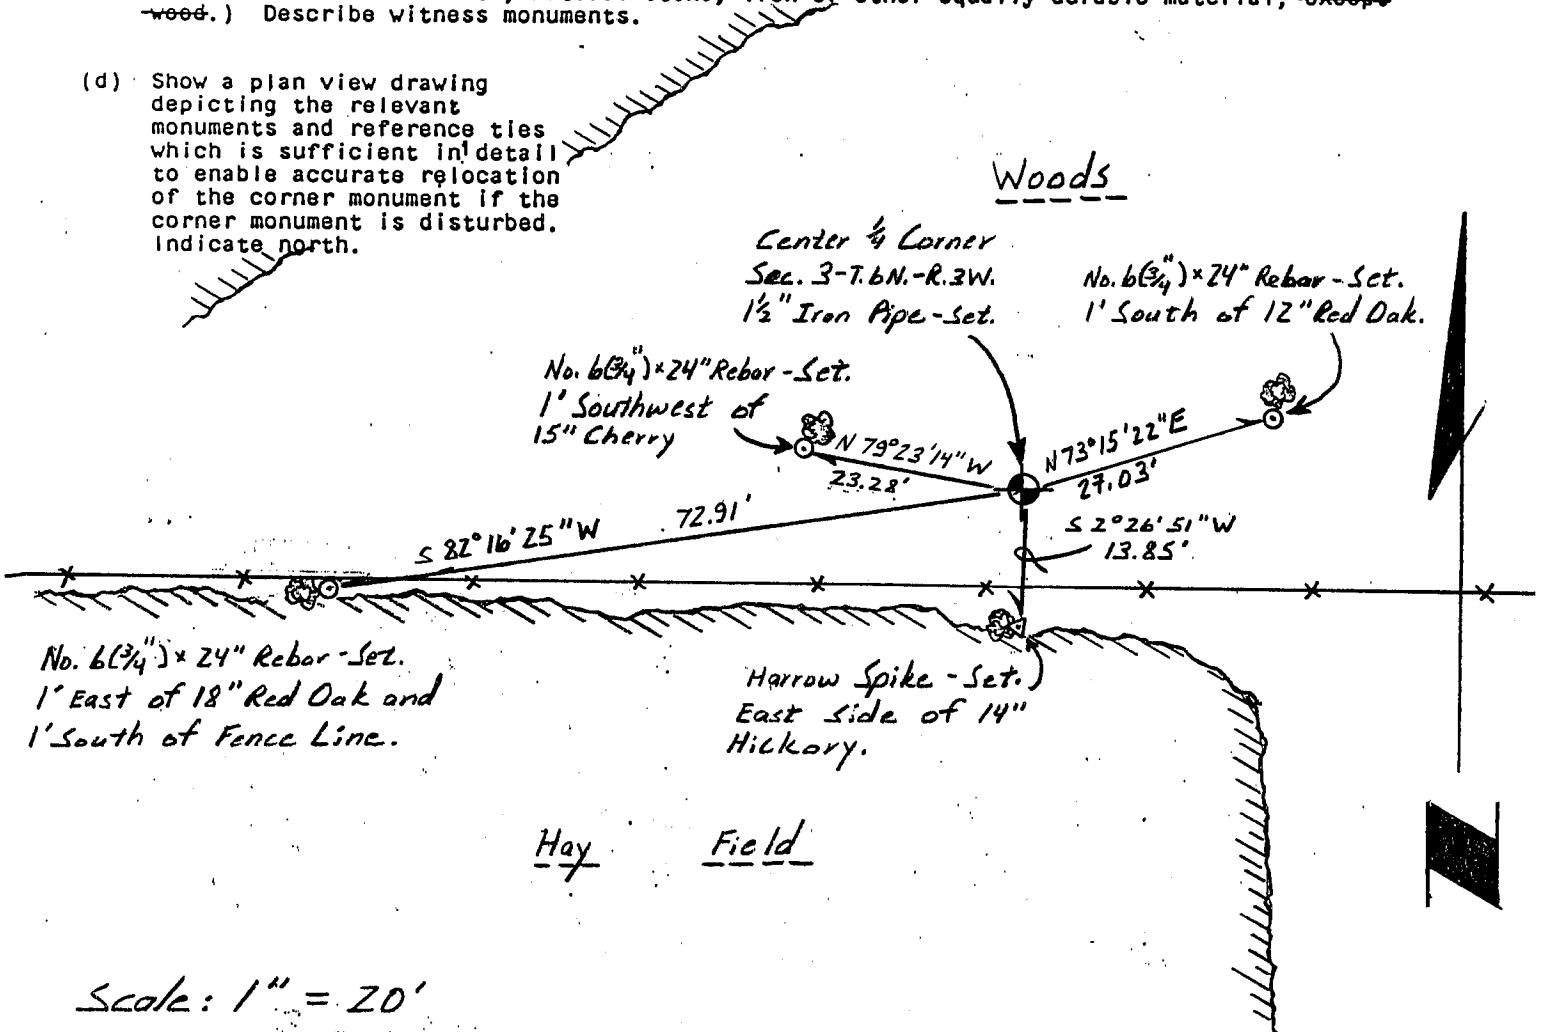 -wood.) Describe witness monuments.
(d) Show a plan view drawing
depicting the relevant
monuments and reference ties
which is sufficient in detail
to enable accurate relocation
of the corner monument if the
corner monument is disturbed.
Indicate north.
Woods
Center 1/4 Corner
Sec. 3-T.6N.-R.3W.
1½" Iron Pipe-Set.
No. 6(3/4")x24" Rebar-Set.
1' South of 12" Red Oak.
No. 6(3/4")x24" Rebar-Set.
1' Southwest of
15" Cherry
N 79°23'14" W
23.28'
N 73°15'22" E
27.03'
S 82°16'25" W
72.91'
S 2°26'51" W
13.85'
No. 6(3/4")x 24" Rebar-Set.
1' East of 18" Red Oak and
1' South of Fence Line.
Harrow Spike-Set.
East side of 14"
Hickory.
Hay Field
N
Scale: 1" = 20'